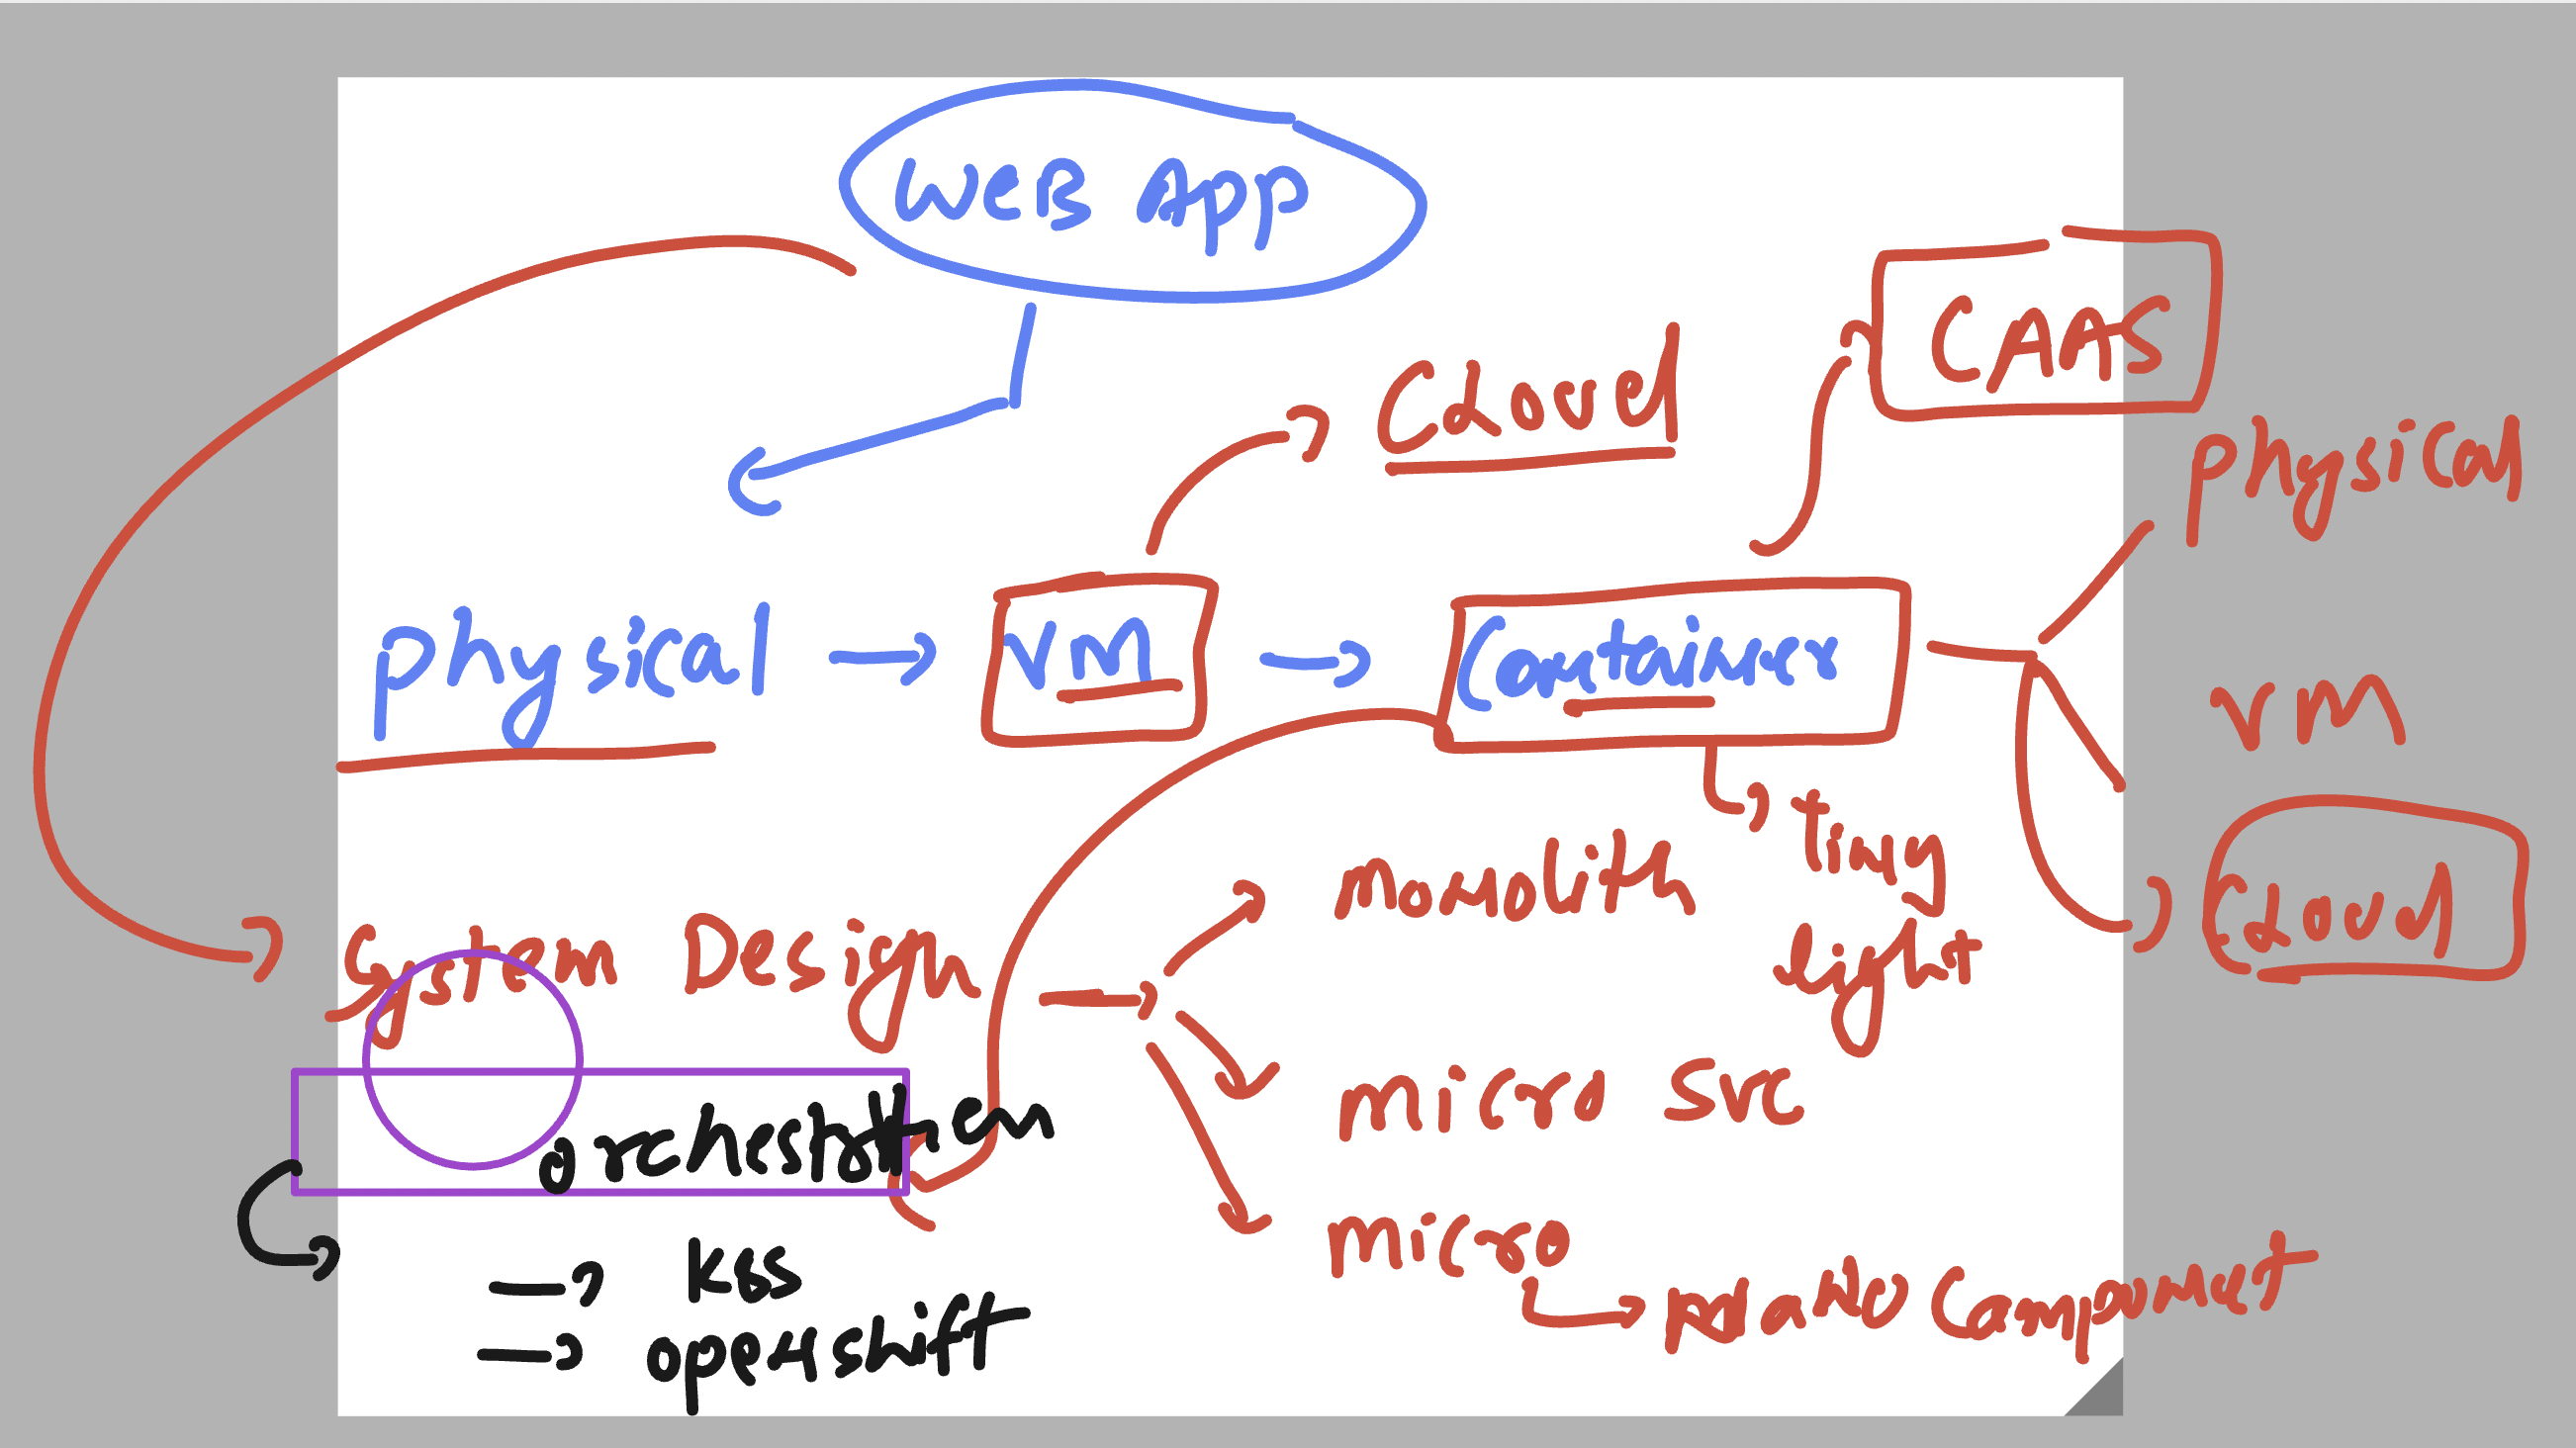 WEB APP
CLOUD
CAAS
physical
physical → VM → Container
VM
tiny
light
Monolith
CLOUD
System Design
micro svc
orchestration
micro
K8S
NANO Component
openshift